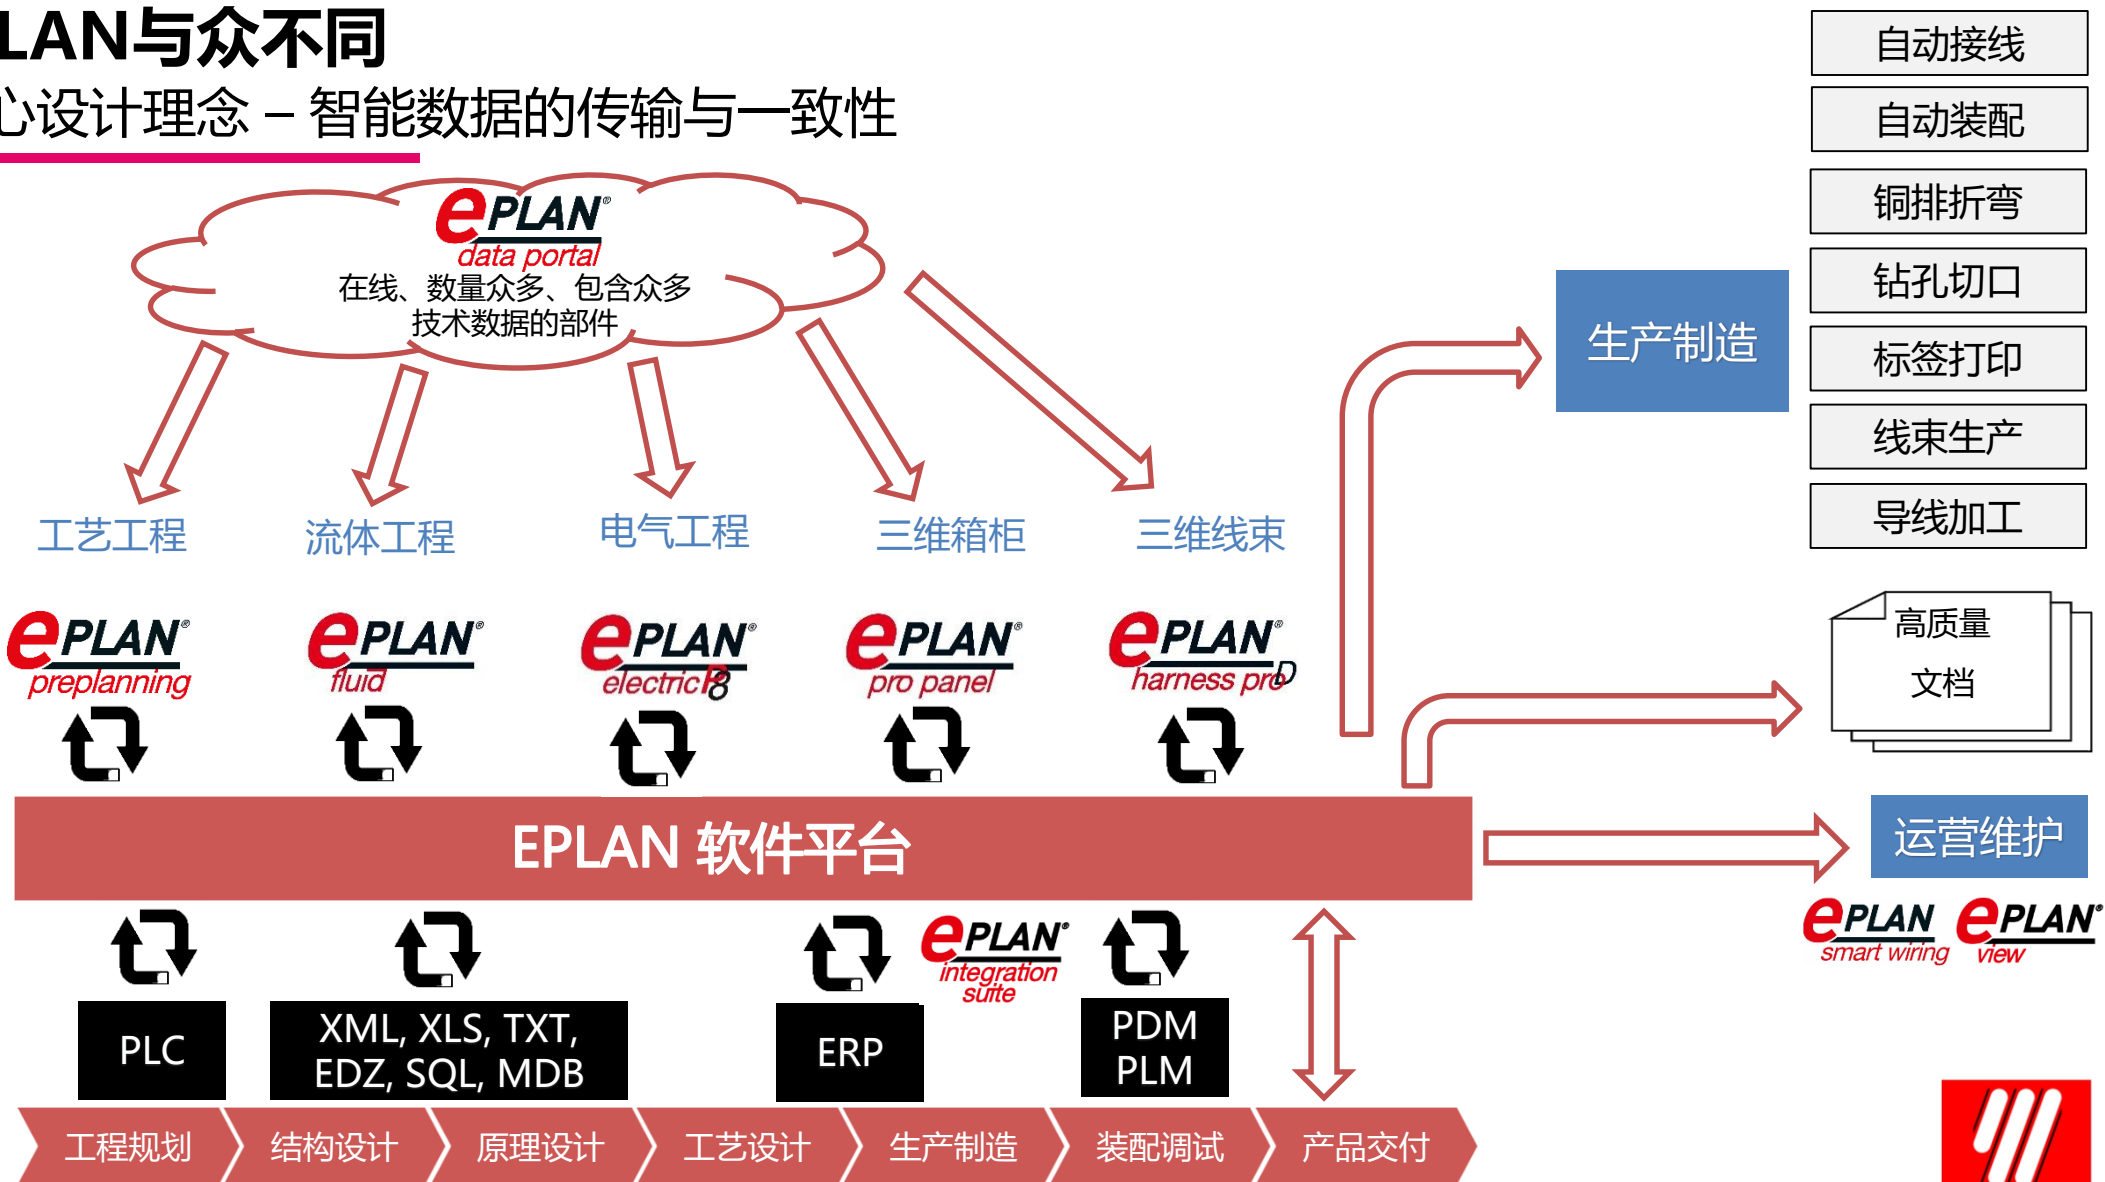 LAN与众不同
心设计理念 – 智能数据的传输与一致性
ePLAN®
data portal
在线、数量众多、包含众多
技术数据的部件
自动接线
自动装配
铜排折弯
钻孔切口
标签打印
线束生产
导线加工
生产制造
工艺工程
流体工程
电气工程
三维箱柜
三维线束
ePLAN®
preplanning
ePLAN®
fluid
ePLAN®
electric P8
ePLAN®
pro panel
ePLAN®
harness proD
高质量
文档
EPLAN 软件平台
运营维护
ePLAN
smart wiring
ePLAN®
view
ePLAN®
integration
suite
PLC
XML, XLS, TXT,
EDZ, SQL, MDB
ERP
PDM
PLM
工程规划
结构设计
原理设计
工艺设计
生产制造
装配调试
产品交付